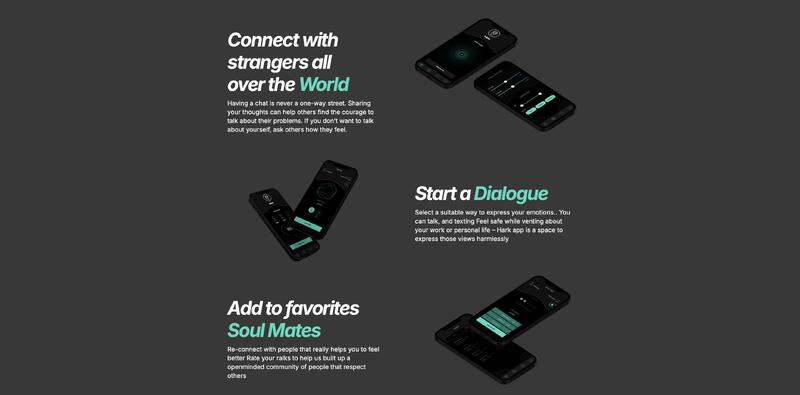 Connect with
strangers all
over the World
Having a chat is never a one-way street. Sharing
your thoughts can help others find the courage to
talk about their problems. If you don't want to talk
about yourself, ask others how they feel.
Start a Dialogue
Select a suitable way to express your emotions.. You
can talk, and texting Feel safe while venting about
your work or personal life – Hark app is a space to
express those views harmlessly
Add to favorites
Soul Mates
Re-connect with people that really helps you to feel
better Rate your ralks to help us built up a
openminded community of people that respect
others